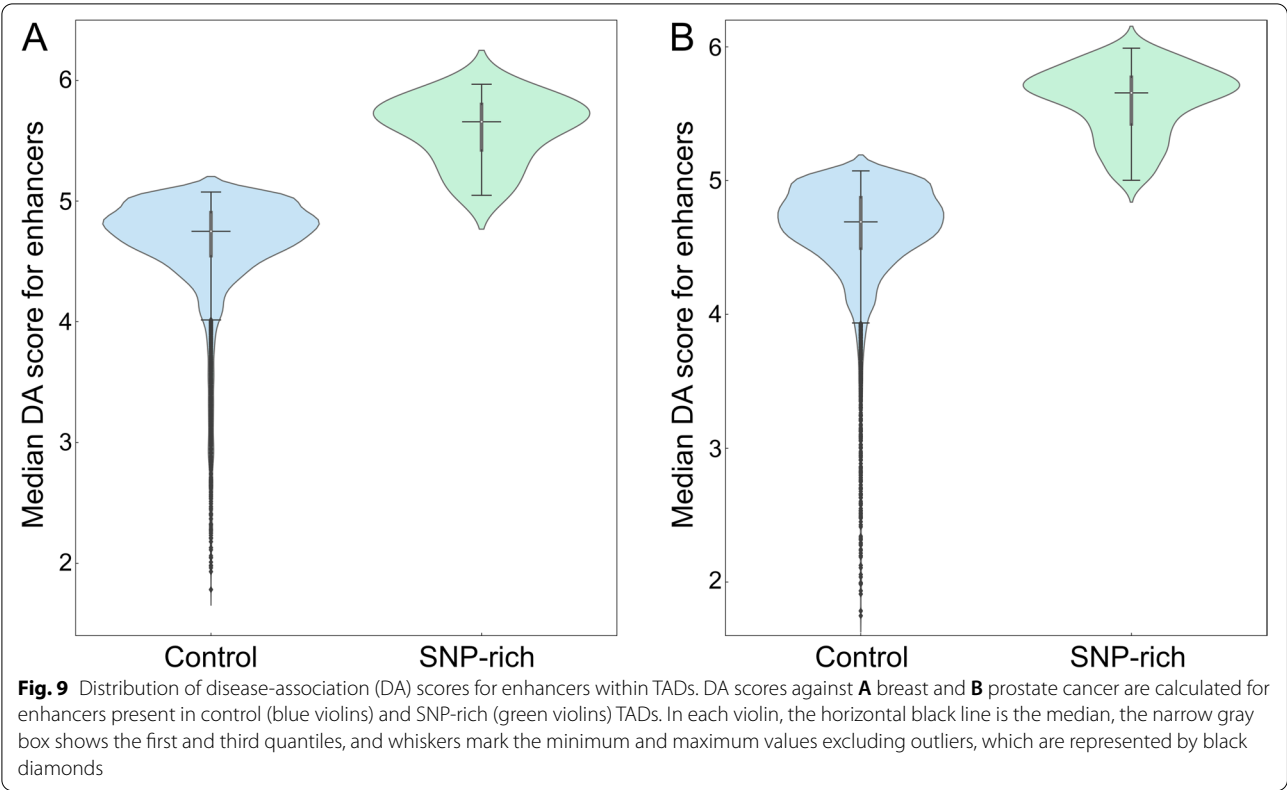 A
B
Median DA score for enhancers
6
5
4
3
2
Control
SNP-rich
Median DA score for enhancers
6
5
4
3
2
Control
SNP-rich
Fig. 9 Distribution of disease-association (DA) scores for enhancers within TADs. DA scores against A breast and B prostate cancer are calculated for
enhancers present in control (blue violins) and SNP-rich (green violins) TADs. In each violin, the horizontal black line is the median, the narrow gray
box shows the first and third quantiles, and whiskers mark the minimum and maximum values excluding outliers, which are represented by black
diamonds